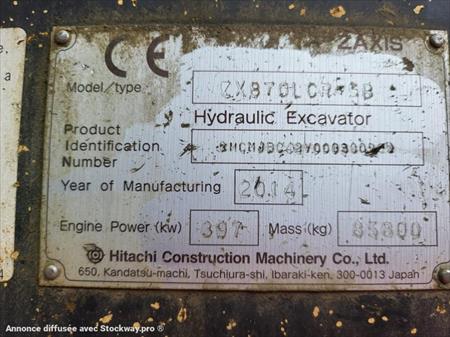 CE
ZAXIS
Model/type ZX870LCR-5B
Hydraulic Excavator
Product
Identification
Number
Year of Manufacturing 2014
Engine Power (kw) 397 Mass(kg) 85800
Hitachi Construction Machinery Co., Ltd.
650, Kandatsu-machi, Tsuchiura-shi, Ibaraki-ken, 300-0013 Japan
Annonce diffusée avec Stockway.pro ®